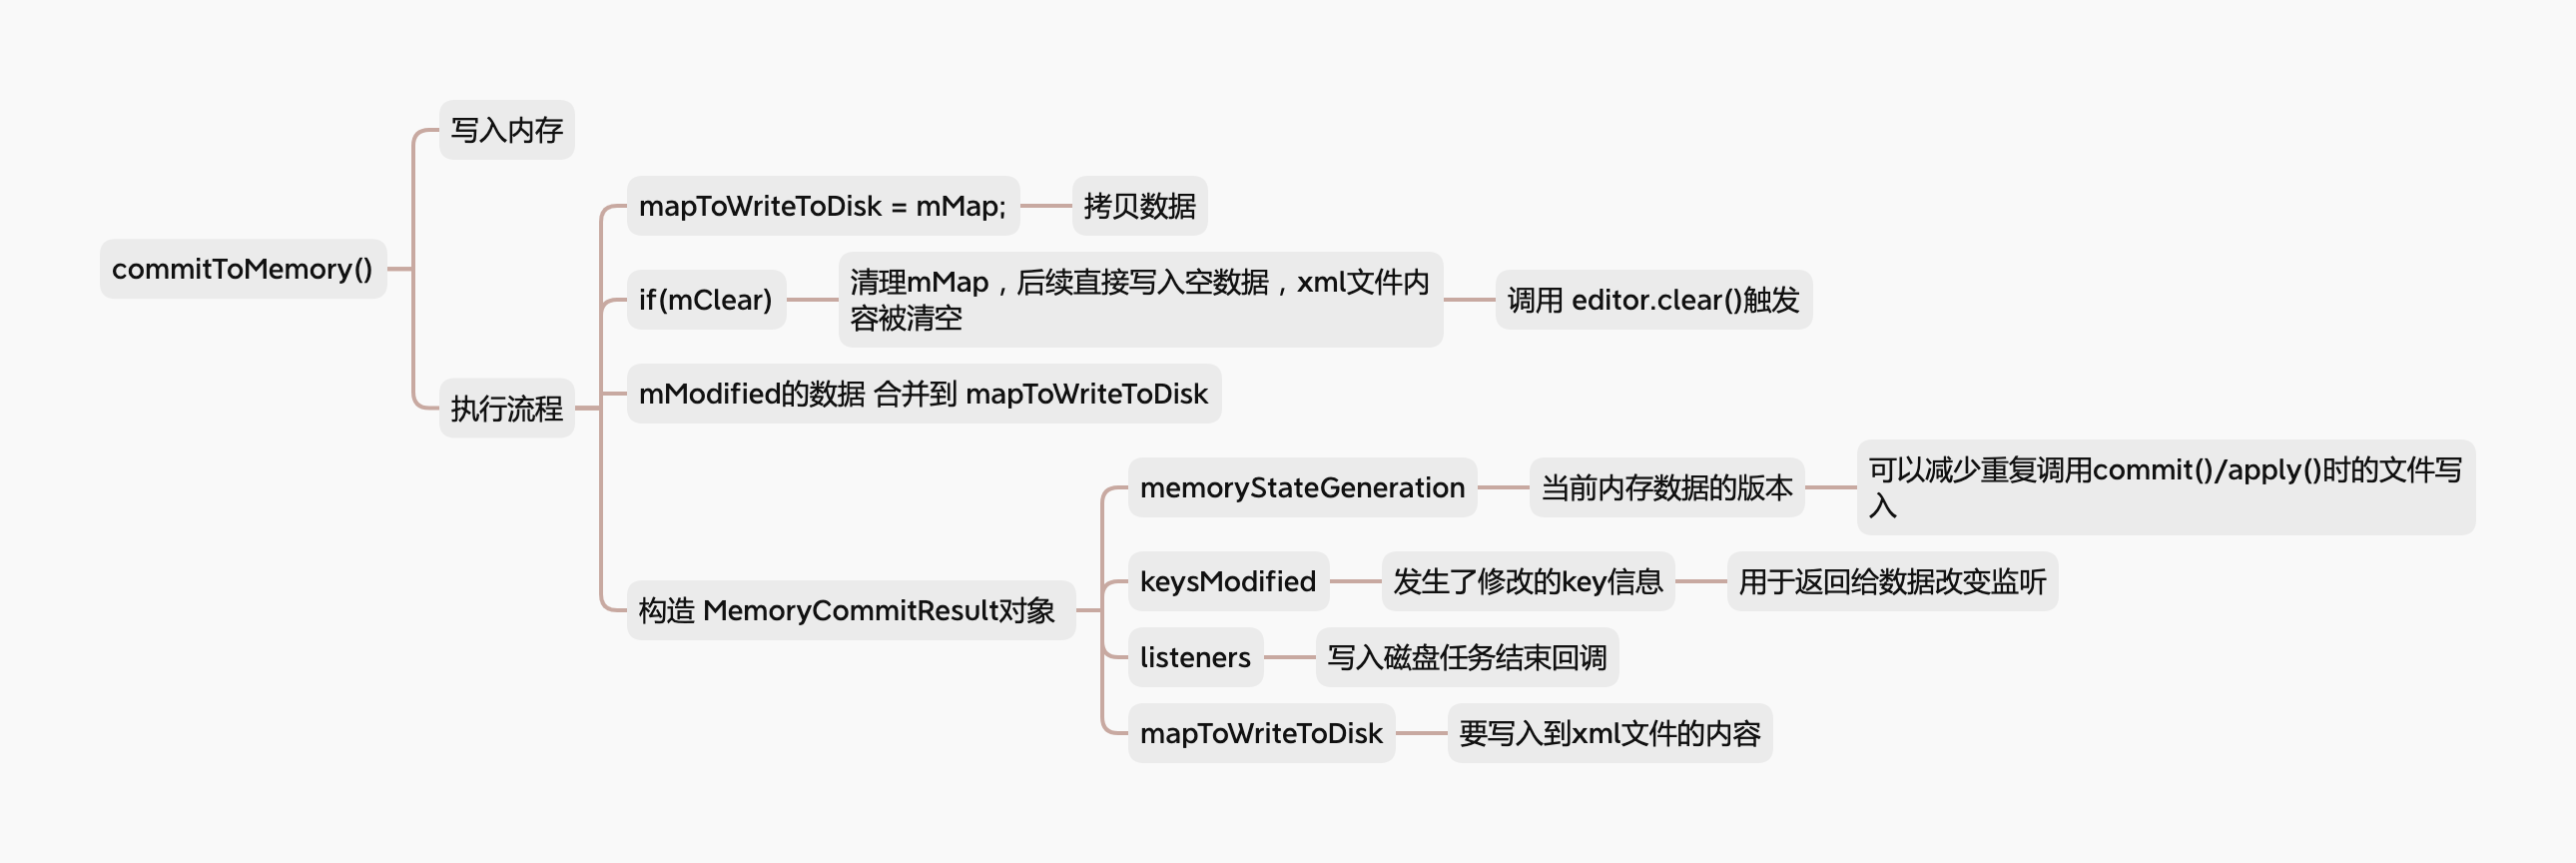 commitToMemory()
写入内存
执行流程
mapToWriteToDisk = mMap;
拷贝数据
if(mClear)
清理mMap，后续直接写入空数据，xml文件内
容被清空
调用 editor.clear()触发
mModified的数据 合并到 mapToWriteToDisk
构造 MemoryCommitResult对象
memoryStateGeneration
当前内存数据的版本
可以减少重复调用commit()/apply()时的文件写
入
keysModified
发生了修改的key信息
用于返回给数据改变监听
listeners
写入磁盘任务结束回调
mapToWriteToDisk
要写入到xml文件的内容